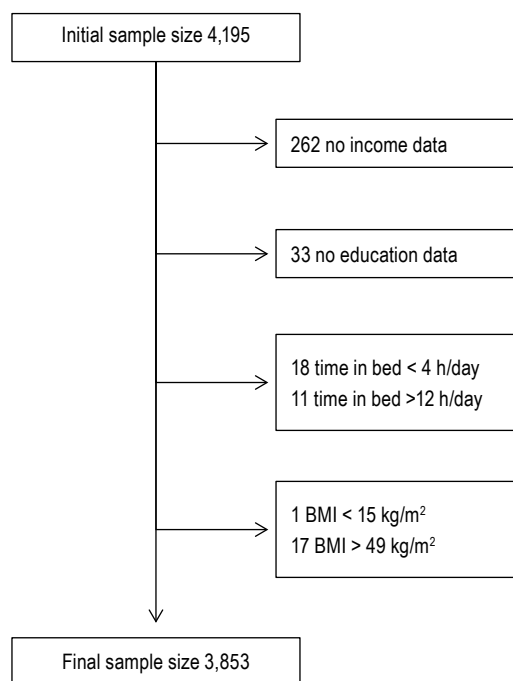 Initial sample size 4,195
262 no income data
33 no education data
18 time in bed < 4 h/day
11 time in bed >12 h/day
1 BMI < 15 kg/m²
17 BMI > 49 kg/m²
Final sample size 3,853